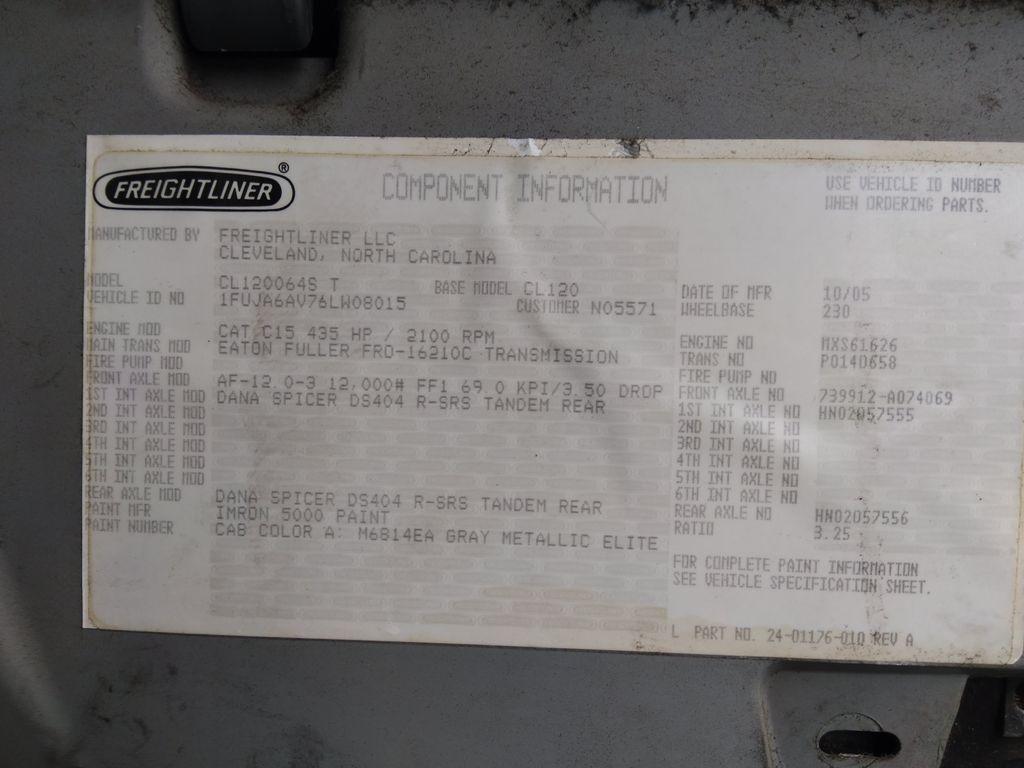 FREIGHTLINER®
COMPONENT INFORMATION
USE VEHICLE ID NUMBER
WHEN ORDERING PARTS.
MANUFACTURED BY FREIGHTLINER LLC
CLEVELAND, NORTH CAROLINA
MODEL CL120064S T BASE MODEL CL120
VEHICLE ID NO 1FUJA6AV76LW08015 CUSTOMER N05571
DATE OF MFR 10/05
WHEELBASE 230
ENGINE MOD CAT C15 435 HP / 2100 RPM
MAIN TRANS MOD EATON FULLER FRO-16210C TRANSMISSION
FIRE PUMP MOD
FRONT AXLE MOD AF-12.0-3 12,000# FF1 69.0 KPI/3.50 DROP
1ST INT AXLE MOD DANA SPICER DS404 R-SRS TANDEM REAR
2ND INT AXLE MOD
3RD INT AXLE MOD
4TH INT AXLE MOD
5TH INT AXLE MOD
6TH INT AXLE MOD
REAR AXLE MOD DANA SPICER DS404 R-SRS TANDEM REAR
PAINT MFR IMRON 5000 PAINT
PAINT NUMBER CAB COLOR A: M6814EA GRAY METALLIC ELITE
ENGINE NO MXS61626
TRANS NO P0140658
FIRE PUMP NO
FRONT AXLE NO 739912-A074069
1ST INT AXLE NO HN02057555
2ND INT AXLE NO
3RD INT AXLE NO
4TH INT AXLE NO
5TH INT AXLE NO
6TH INT AXLE NO
REAR AXLE NO HN02057556
RATIO 3.25
FOR COMPLETE PAINT INFORMATION
SEE VEHICLE SPECIFICATION SHEET.
L PART NO. 24-01176-010 REV A